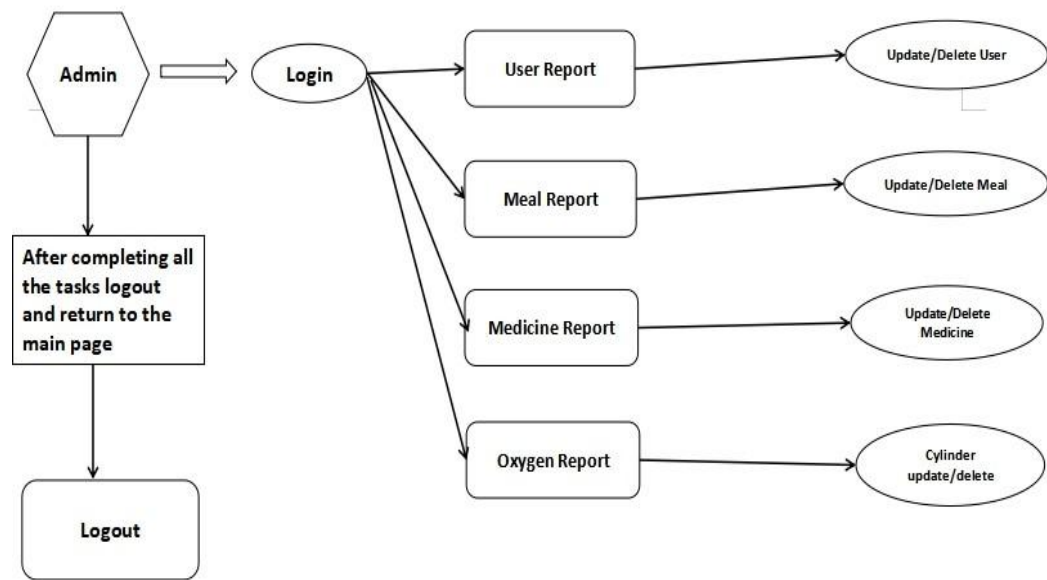 Admin
Login
User Report
Update/Delete User
Meal Report
Update/Delete Meal
After completing all
the tasks logout
and return to the
main page
Medicine Report
Update/Delete
Medicine
Oxygen Report
Cylinder
update/delete
Logout